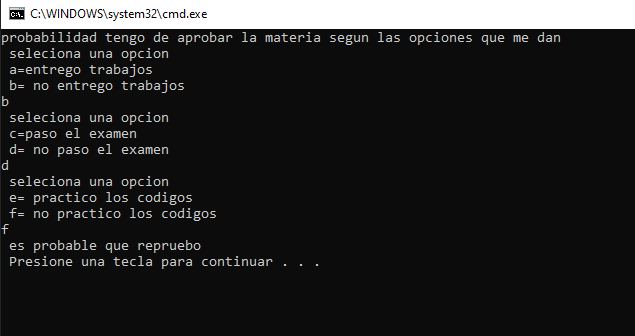 C:\WINDOWS\system32\cmd.exe
probabilidad tengo de aprobar la materia segun las opciones que me dan
seleciona una opcion
a=entrego trabajos
b= no entrego trabajos
b
seleciona una opcion
c=paso el examen
d= no paso el examen
d
seleciona una opcion
e= practico los codigos
f= no practico los codigos
f
es probable que repruebo
Presione una tecla para continuar . . .